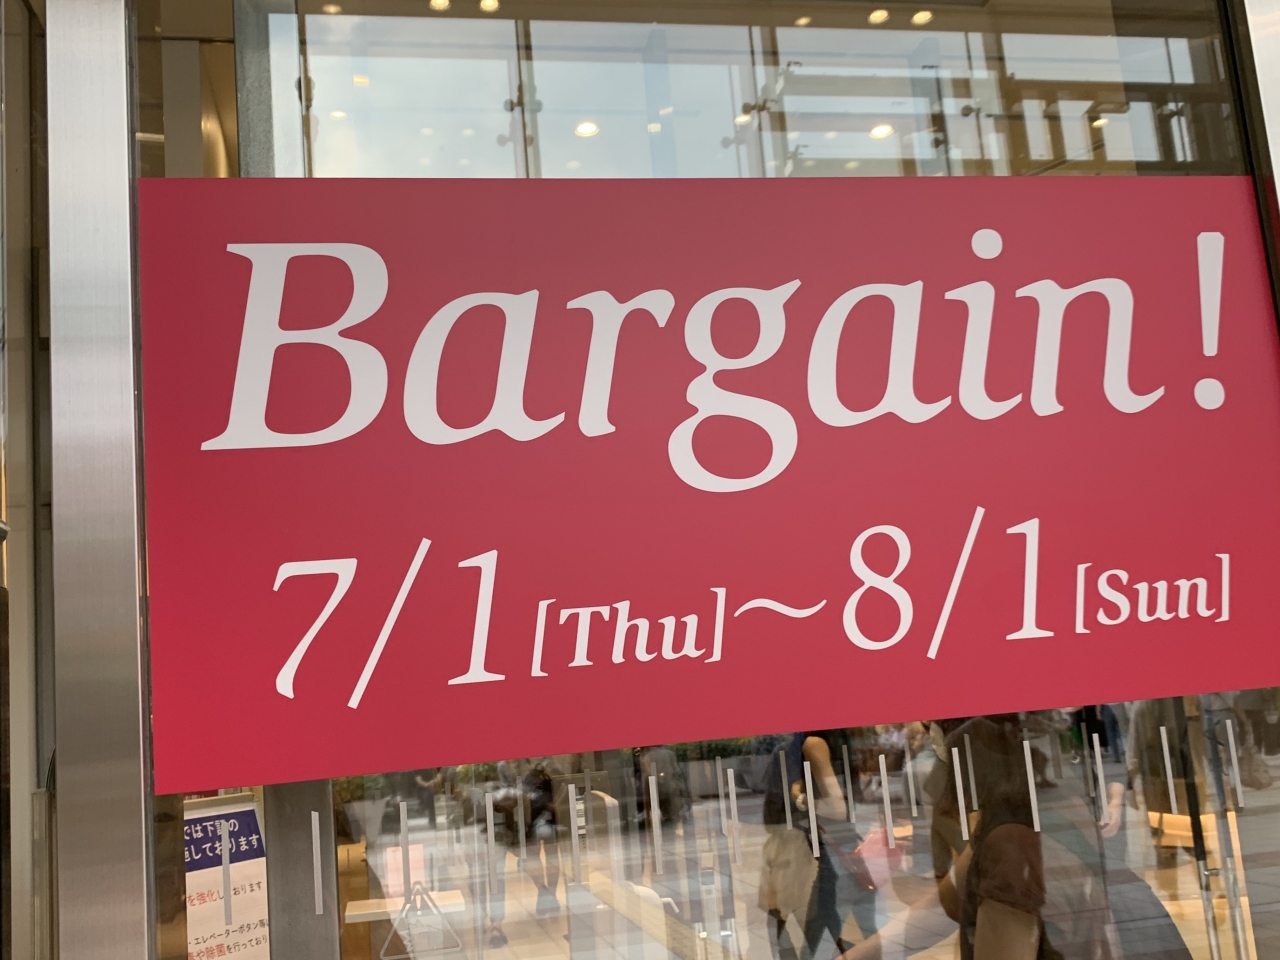 Bargain!
7/1[Thu]〜8/1[Sun]
では下記の
施しております
を強化しております
・エレベーターボタン等
や除菌を行っており